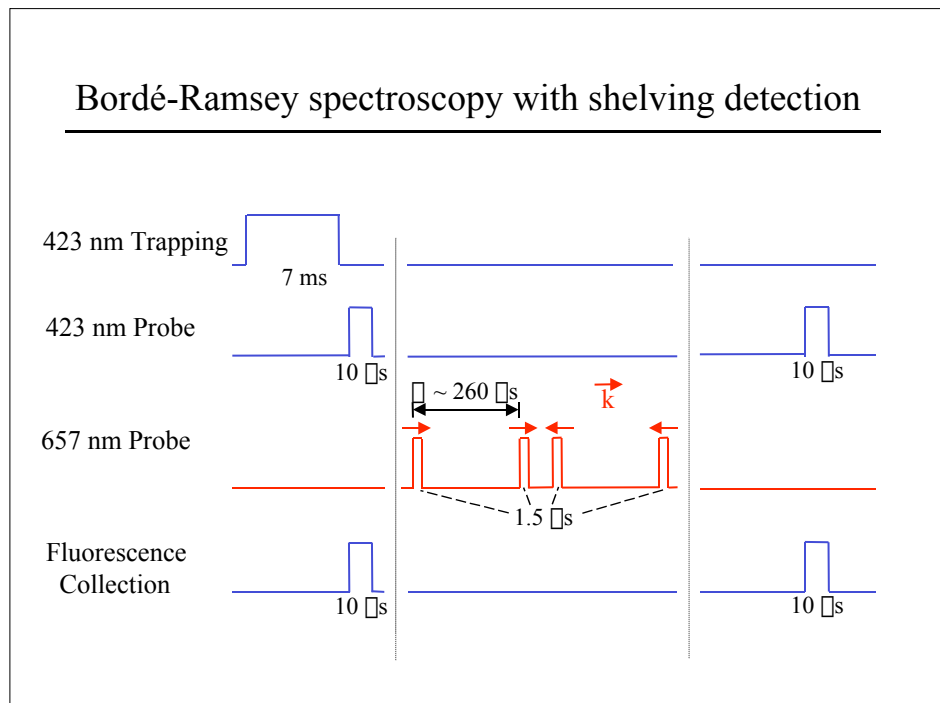 Bordé-Ramsey spectroscopy with shelving detection
423 nm Trapping
7 ms
423 nm Probe
10 □s
10 □s
□ ~ 260 □s
k
657 nm Probe
1.5 □s
Fluorescence
Collection
10 □s
10 □s